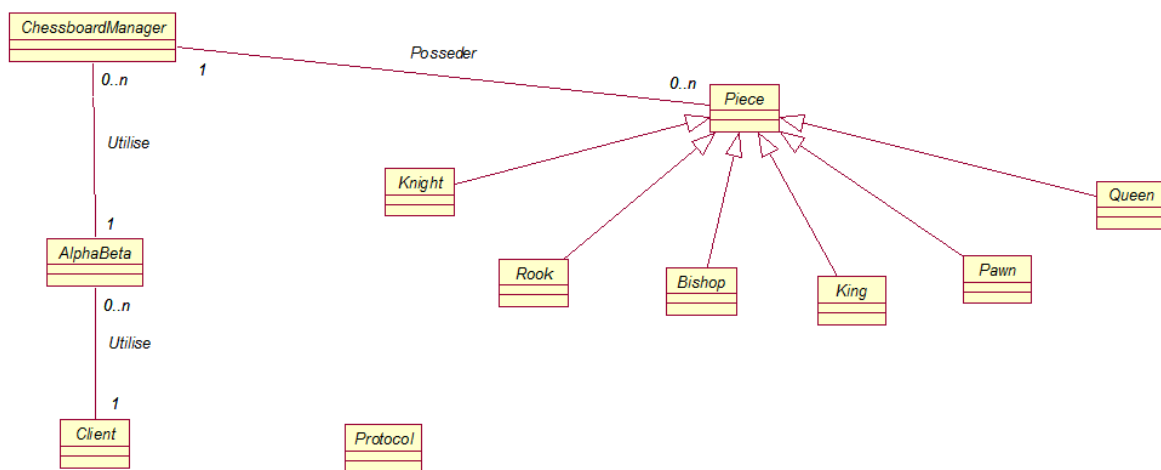 ChessboardManager
Posseder
1
0..n
0..n
Piece
Utilise
Knight
Queen
1
AlphaBeta
Rook
Bishop
King
Pawn
0..n
Utilise
1
Client
Protocol